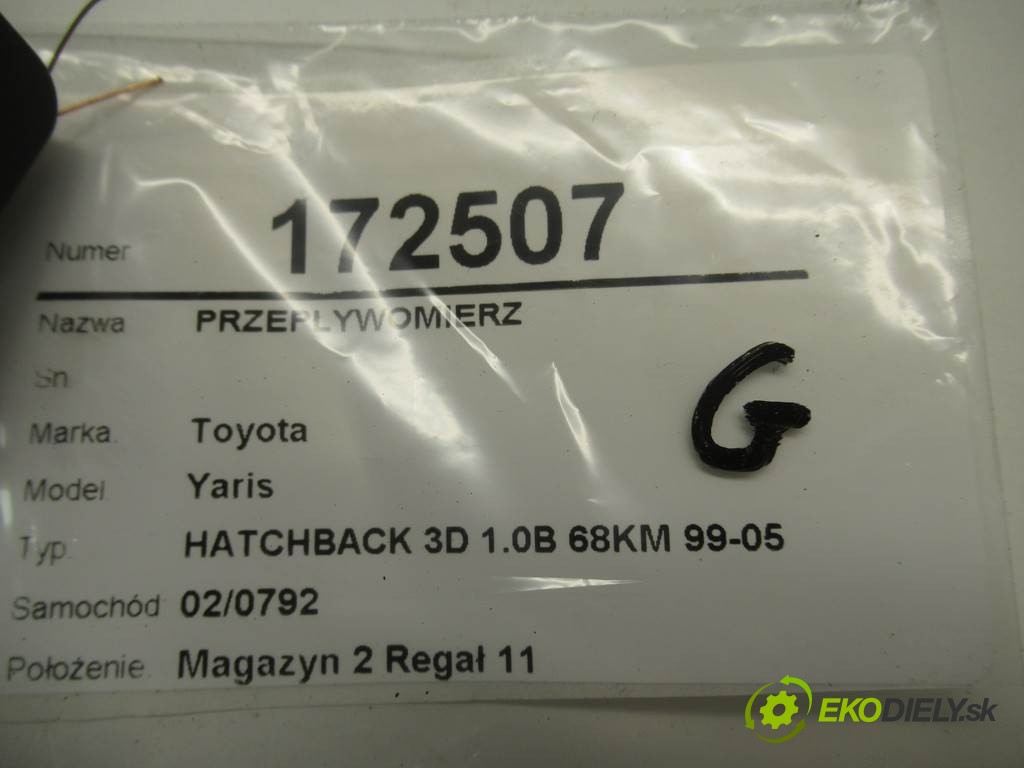 Numer 172507
Nazwa PRZEPŁYWOMIERZ
Sn
G
Marka. Toyota
Model. Yaris
Typ. HATCHBACK 3D 1.0B 68KM 99-05
Samochód 02/0792
Położenie. Magazyn 2 Regał 11
EKODIELY.sk